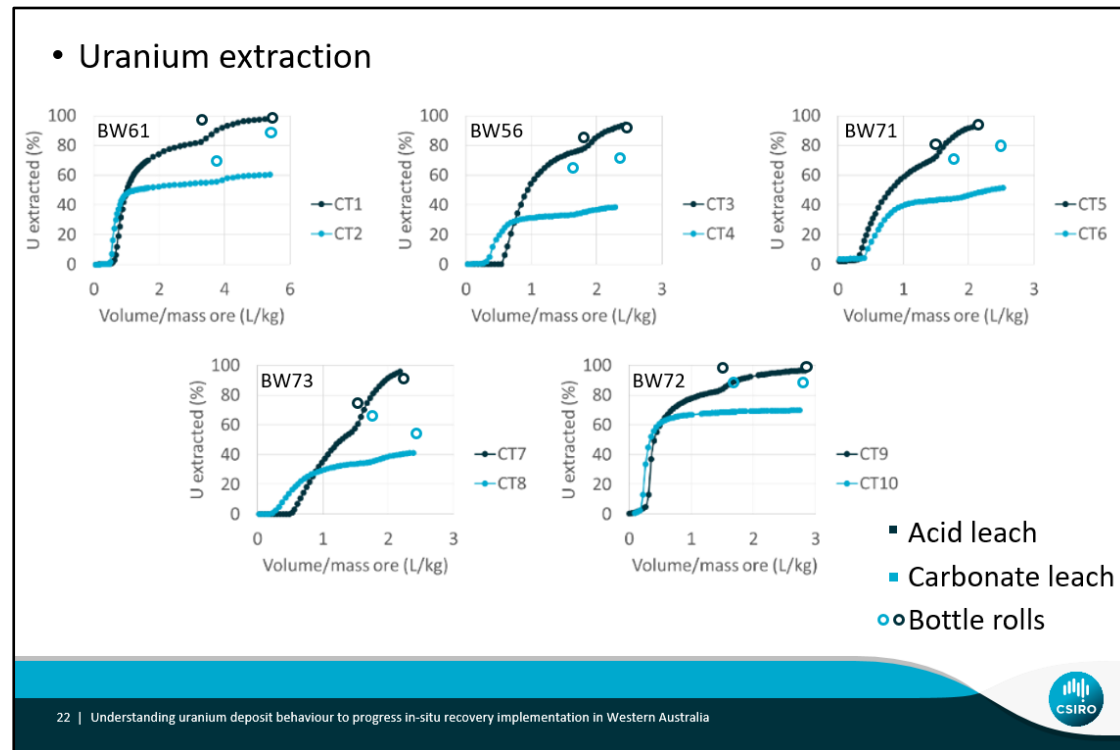 • Uranium extraction
U extracted (%)
100
80
60
40
20
0
BW61
CT1
CT2
0 2 4 6
Volume/mass ore (L/kg)
U extracted (%)
100
80
60
40
20
0
BW56
CT3
CT4
0 1 2 3
Volume/mass ore (L/kg)
U extracted (%)
100
80
60
40
20
0
BW71
CT5
CT6
0 1 2 3
Volume/mass ore (L/kg)
U extracted (%)
100
80
60
40
20
0
BW73
CT7
CT8
0 1 2 3
Volume/mass ore (L/kg)
U extracted (%)
100
80
60
40
20
0
BW72
CT9
CT10
0 1 2 3
Volume/mass ore (L/kg)
Acid leach
Carbonate leach
Bottle rolls
22 | Understanding uranium deposit behaviour to progress in-situ recovery implementation in Western Australia
CSIRO